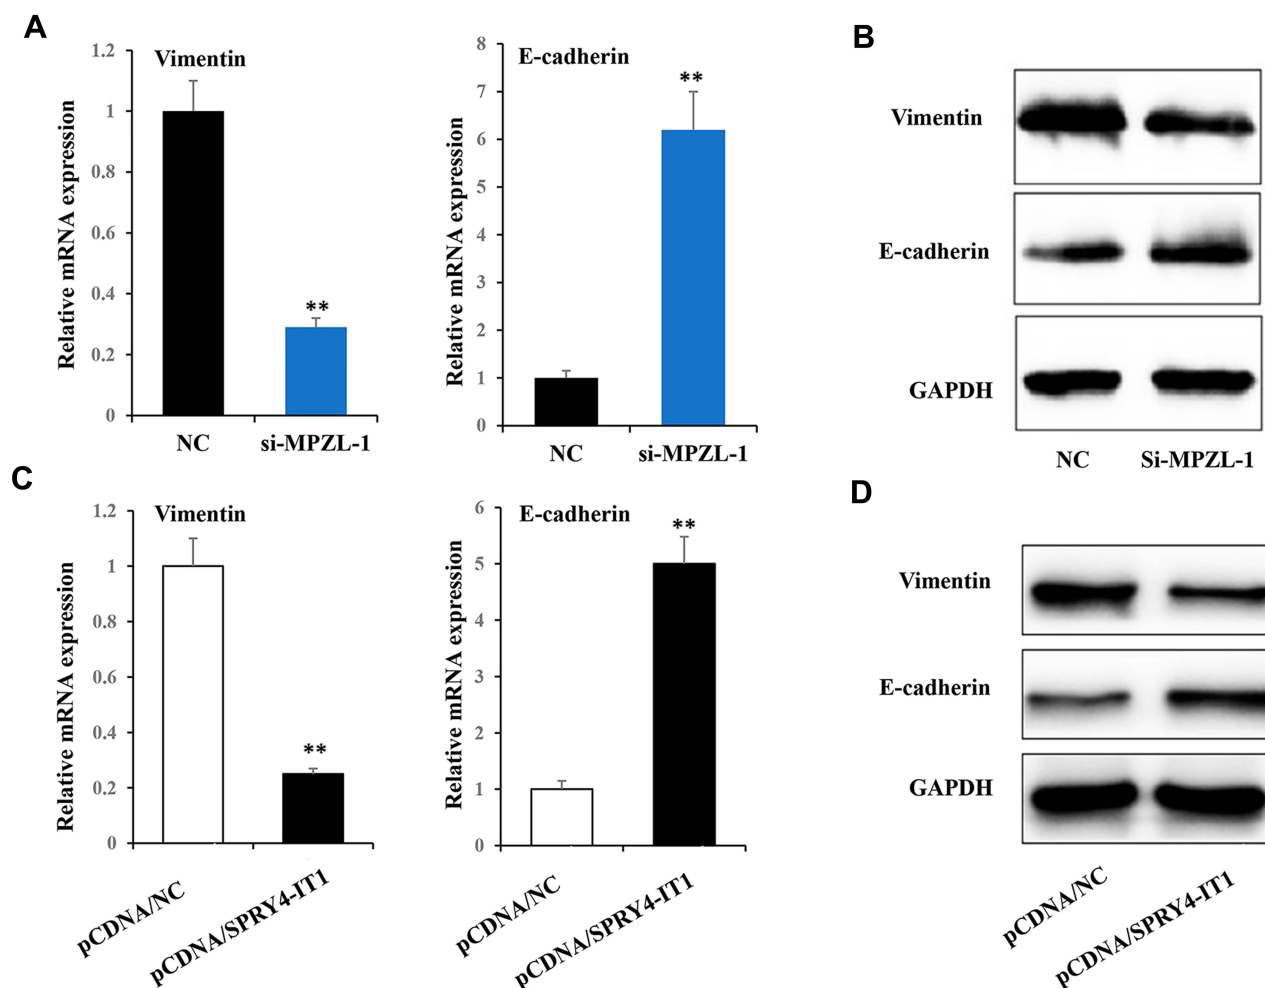 A
Vimentin
Relative mRNA expression
1.2
1
0.8
0.6
0.4
0.2
0
**
NC
si-MPZL-1
E-cadherin
Relative mRNA expression
8
7
6
5
4
3
2
1
0
**
NC
si-MPZL-1
B
Vimentin
E-cadherin
GAPDH
NC
Si-MPZL-1
C
Vimentin
Relative mRNA expression
1.2
1
0.8
0.6
0.4
0.2
0
**
pCDNA/NC
pCDNA/SPRY4-IT1
E-cadherin
Relative mRNA expression
6
5
4
3
2
1
0
**
pCDNA/NC
pCDNA/SPRY4-IT1
D
Vimentin
E-cadherin
GAPDH
pCDNA/NC
pCDNA/SPRY4-IT1